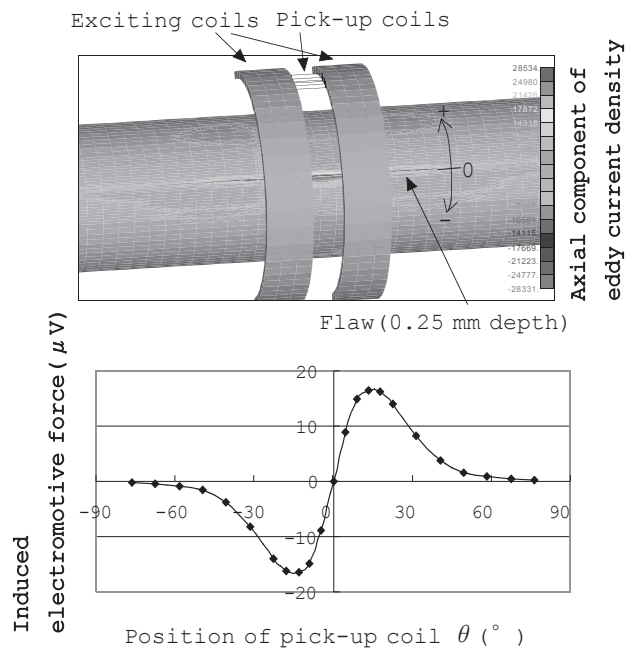 Exciting coils Pick-up coils
28534
24980
21426
17872
14318
-14115
-17669.
-21223.
-24777
-28331.
+
0
−
Axial component of
eddy current density
Flaw(0.25 mm depth)
Induced
electromotive force(μV)
20
10
0
-10
-20
-90 -60 -30 0 30 60 90
Position of pick-up coil θ (° )